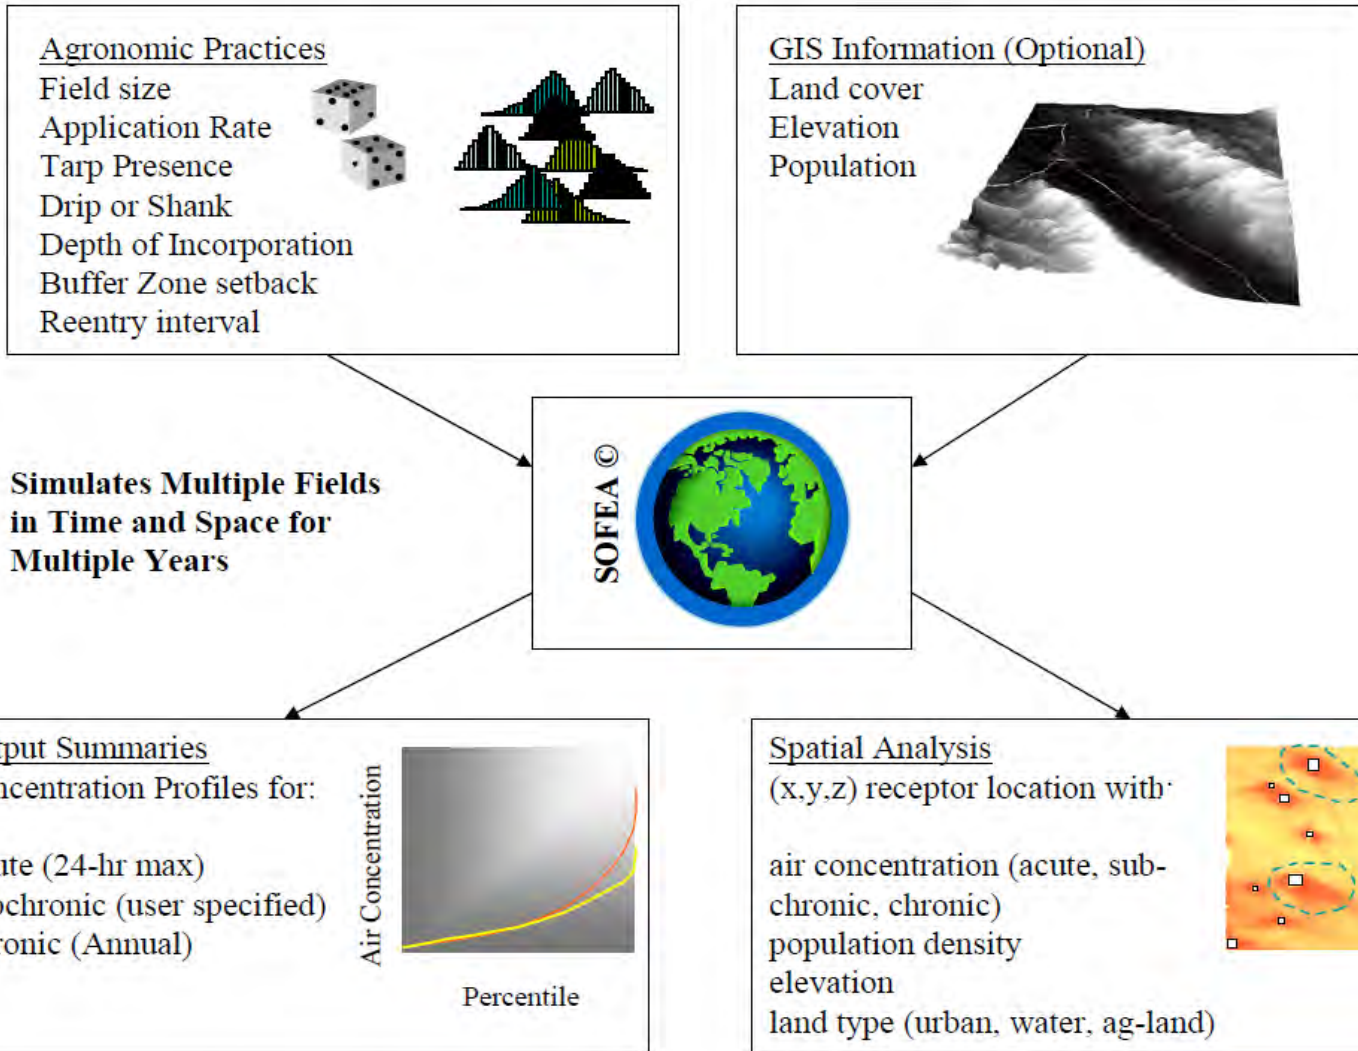 Agronomic Practices
Field size
Application Rate
Tarp Presence
Drip or Shank
Depth of Incorporation
Buffer Zone setback
Reentry interval
GIS Information (Optional)
Land cover
Elevation
Population
Simulates Multiple Fields
in Time and Space for
Multiple Years
SOFEA ©
tput Summaries
ncentration Profiles for:
ute (24-hr max)
chronic (user specified)
ronic (Annual)
Air Concentration
Percentile
Spatial Analysis
(x,y,z) receptor location with
air concentration (acute, sub-
chronic, chronic)
population density
elevation
land type (urban, water, ag-land)